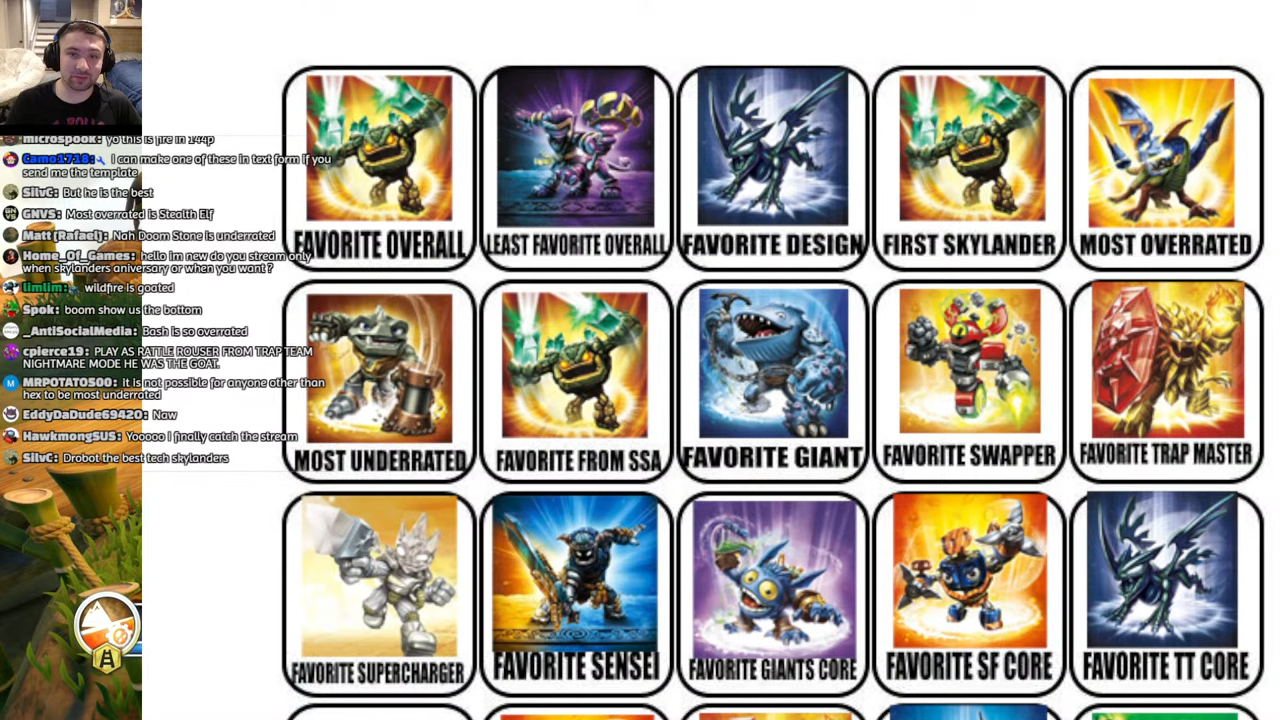 microspook: yo this is fire in 144p
Camo1718: I can make one of these in text form if you
send me the template
SilvC: But he is the best
GNVS: Most overrated is Stealth Elf
Matt (Rafael): Nah Doom Stone is underrated
Home_Of_Games: hello Im new do you stream only
when skylanders aniversary or when you want?
limlim: wildfire is goated
Spok: boom show us the bottom
_AntiSocialMedia: Bash is so overrated
cpierce19: PLAY AS RATTLE ROUSER FROM TRAP TEAM
NIGHTMARE MODE HE WAS THE GOAT.
MRPOTATO500: it is not possible for anyone other than
hex to be most underrated
EddyDaDude69420: Naw
HawkmongSUS: Yooooo I finally catch the stream
SilvC: Drobot the best tech skylanders
FAVORITE OVERALL
LEAST FAVORITE OVERALL
FAVORITE DESIGN
FIRST SKYLANDER
MOST OVERRATED
MOST UNDERRATED
FAVORITE FROM SSA
FAVORITE GIANT
FAVORITE SWAPPER
FAVORITE TRAP MASTER
FAVORITE SUPERCHARGER
FAVORITE SENSEI
FAVORITE GIANTS CORE
FAVORITE SF CORE
FAVORITE TT CORE